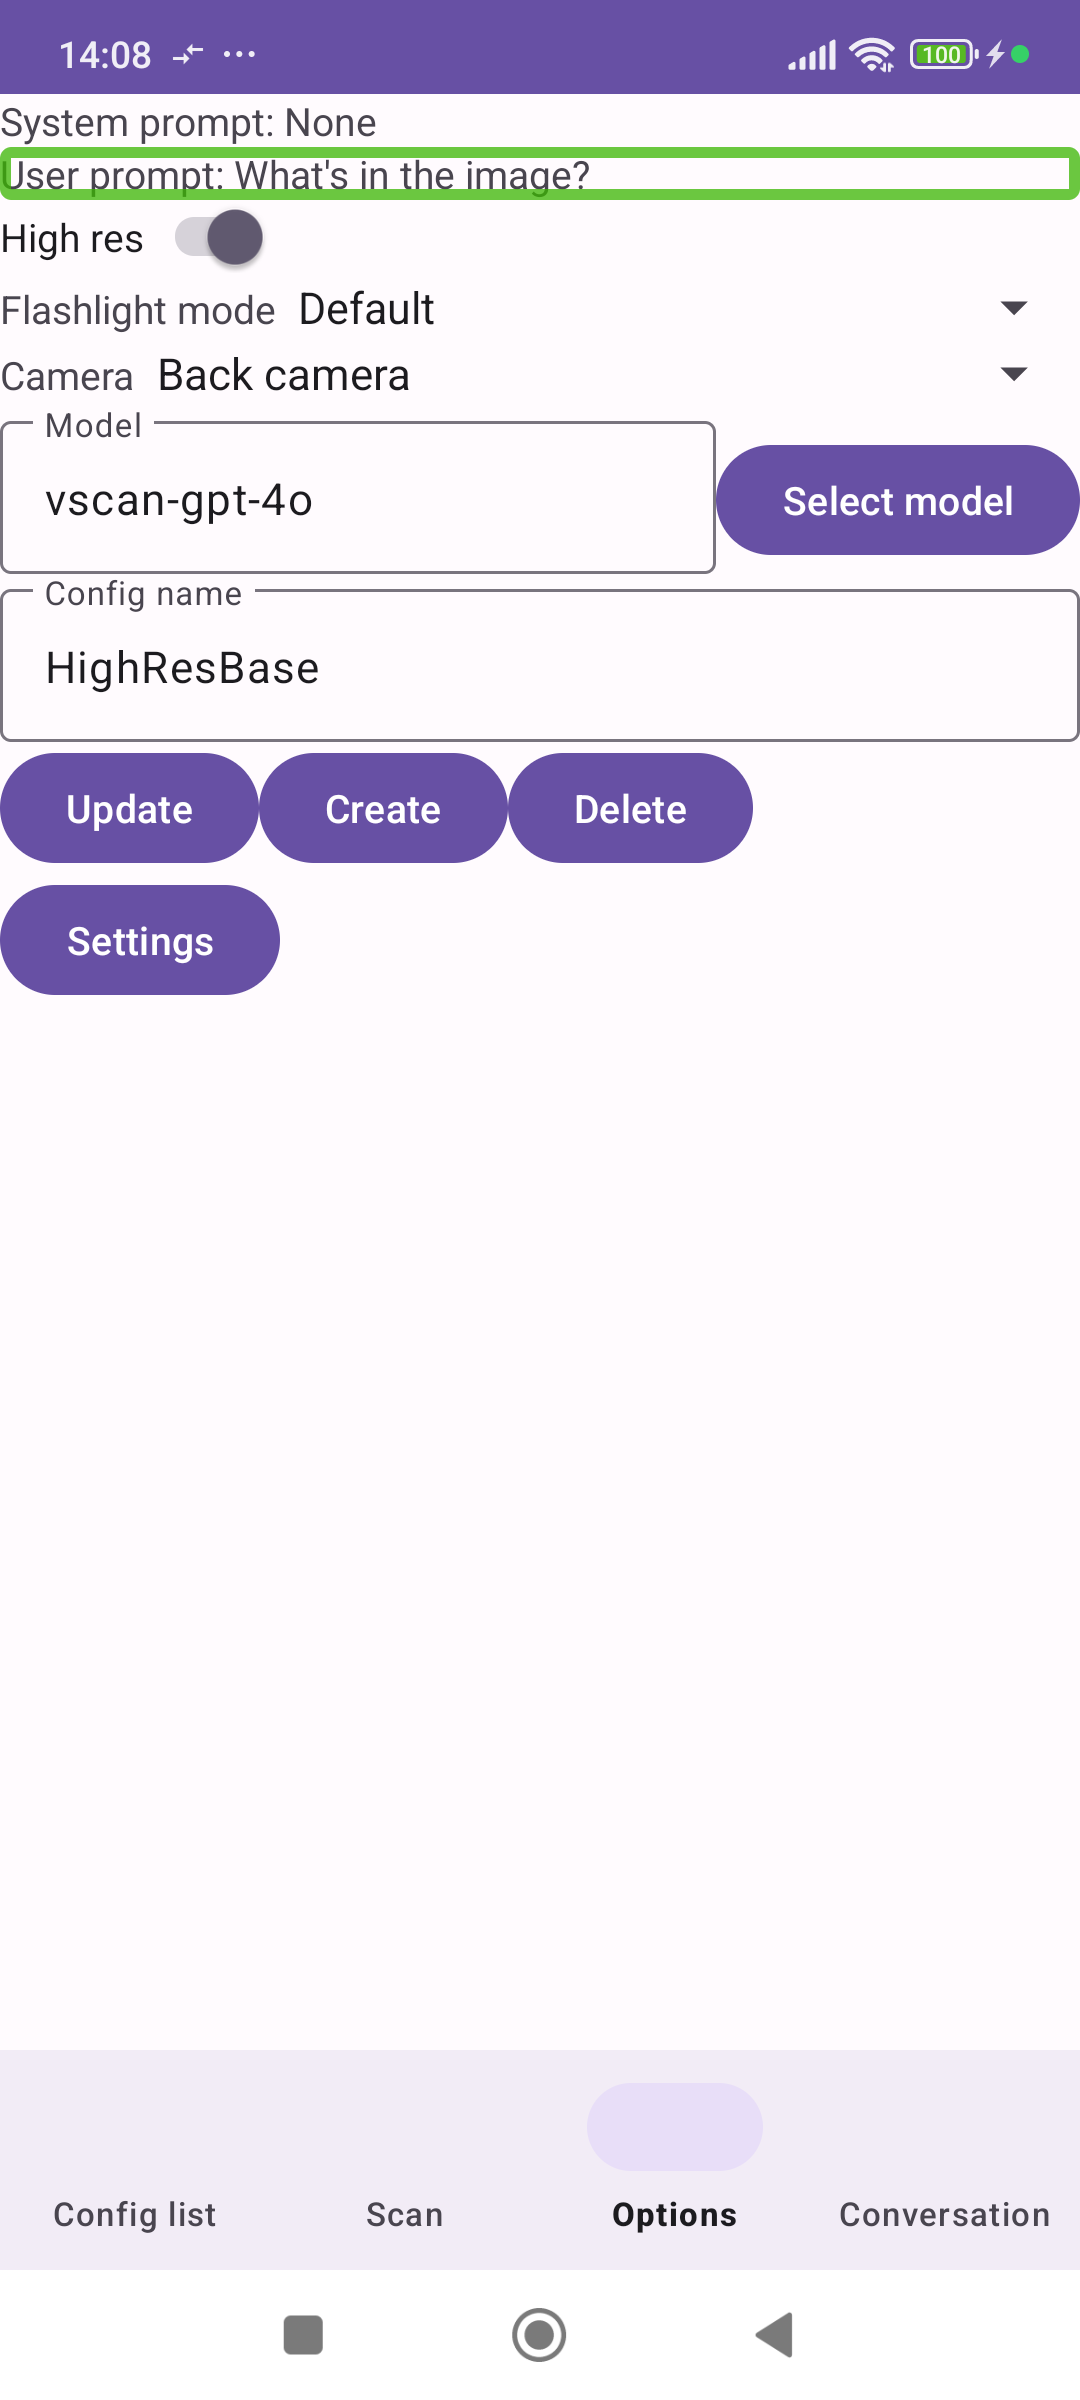 14:08
100
System prompt: None
User prompt: What's in the image?
High res
Flashlight mode Default
Camera Back camera
Model
vscan-gpt-4o
Select model
Config name
HighResBase
Update Create Delete
Settings
Config list Scan Options Conversation